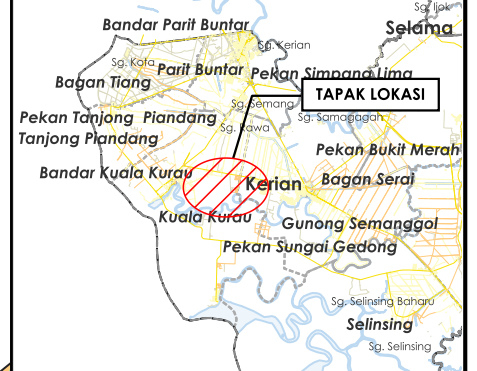 Sg. Ijok
Bandar Parit Buntar
Selama
Sg. Kerian
Sg. Kota
Parit Buntar
Pekan Simpang Lima
Bagan Tiang
TAPAK LOKASI
Sg. Semang
Sg. Samagagah
Pekan Tanjong Piandang
Sg. Rawa
Tanjong Piandang
Pekan Bukit Merah
Bandar Kuala Kurau
Kerian
Bagan Serai
Kuala Kurau
Gunong Semanggol
Pekan Sungai Gedong
Sg. Selinsing Baharu
Selinsing
Sg. Selinsing